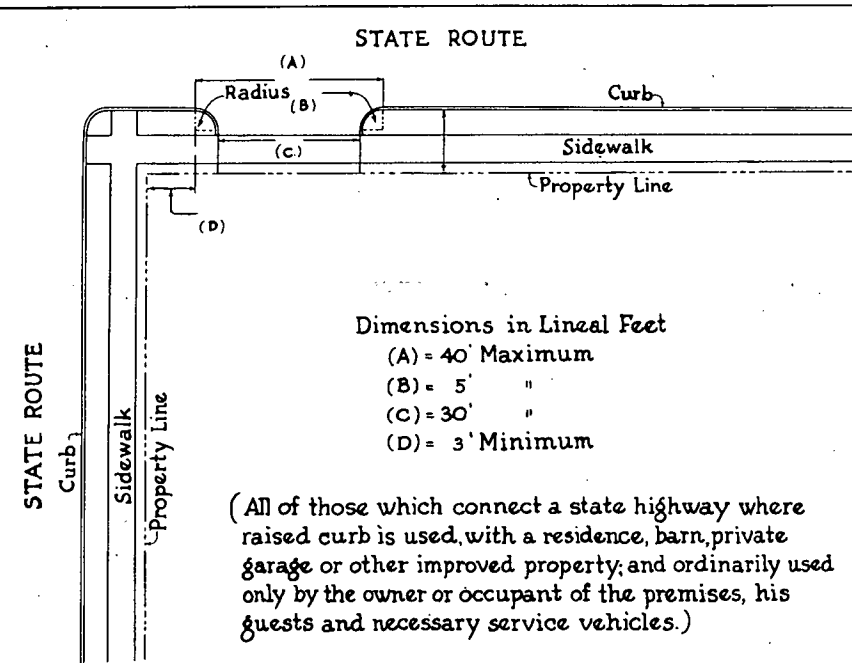 STATE ROUTE
(A)
Radius
(B)
Curb
(C)
Sidewalk
Property Line
(D)
Dimensions in Lineal Feet
(A) = 40' Maximum
(B) = 5' "
(C) = 30' "
(D) = 3' Minimum
STATE ROUTE
Curb
Sidewalk
Property Line
(All of those which connect a state highway where
raised curb is used, with a residence, barn, private
garage or other improved property; and ordinarily used
only by the owner or occupant of the premises, his
guests and necessary service vehicles.)